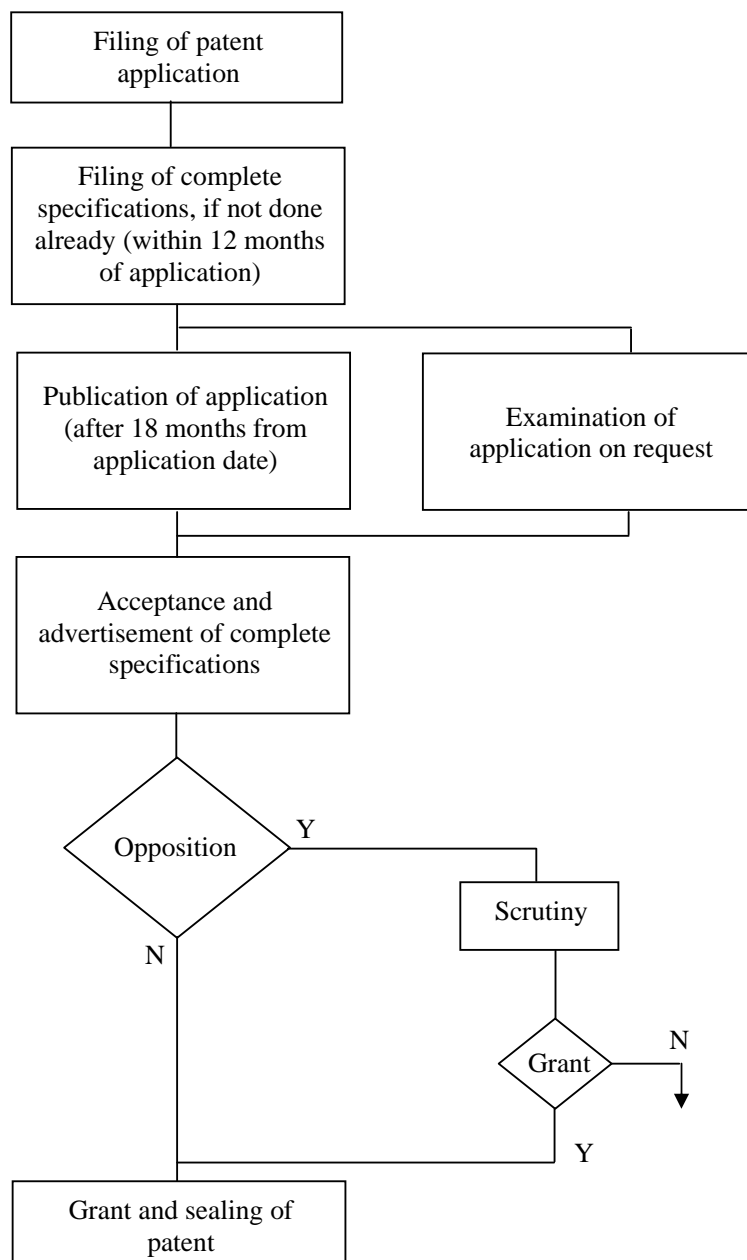 Filing of patent
application
Filing of complete
specifications, if not done
already (within 12 months
of application)
Publication of application
(after 18 months from
application date)
Examination of
application on request
Acceptance and
advertisement of complete
specifications
Opposition
Y
Scrutiny
N
Grant
N
Y
Grant and sealing of
patent